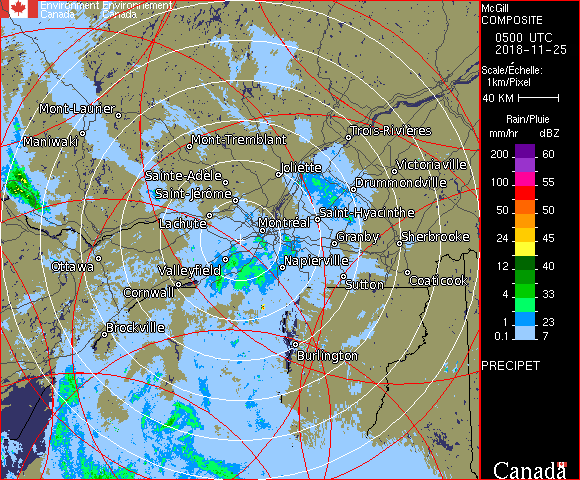 Environment Environnement
Canada Canada
McGill
COMPOSITE
0500 UTC
2018-11-25
Scale/Échelle:
1km/Pixel
40 KM
Rain/Pluie
mm/hr dBZ
200 60
100 55
50 50
24 45
12 40
4 33
1 23
0.1 7
PRECIPET
Canada
Mont-Laurier
Maniwaki
Mont-Tremblant
Trois-Rivières
Joliette
Victoriaville
Sainte-Adèle
Drummondville
Saint-Jérôme
Saint-Hyacinthe
Lachute
Montréal
Granby
Sherbrooke
Ottawa
Valleyfield
Napierville
Cornwall
Sutton
Coaticook
Brockville
Burlington